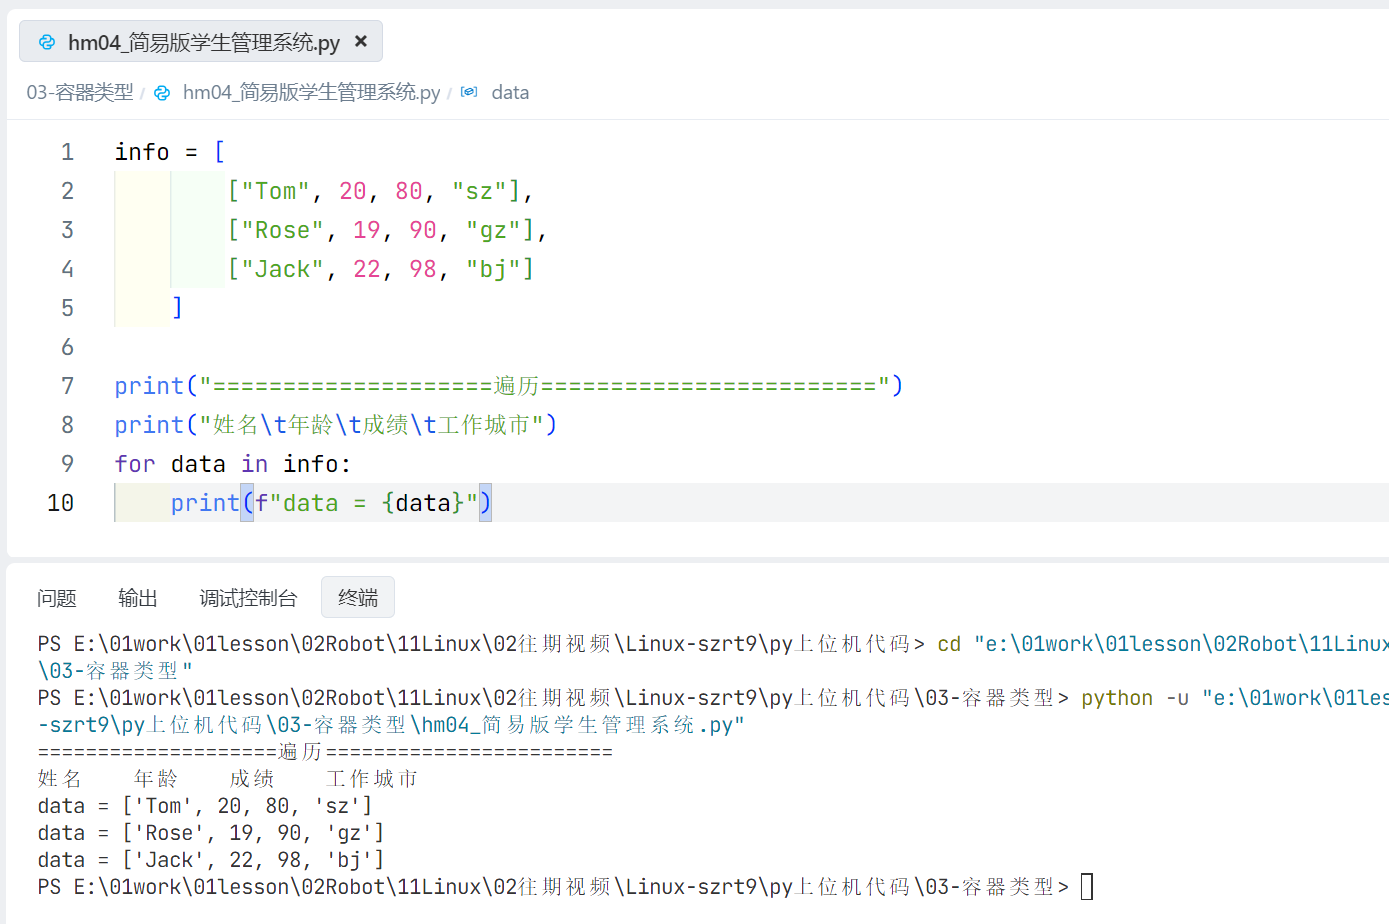 hm04_简易版学生管理系统.py ×
03-容器类型 / hm04_简易版学生管理系统.py / data
1 info = [
2 ["Tom", 20, 80, "sz"],
3 ["Rose", 19, 90, "gz"],
4 ["Jack", 22, 98, "bj"]
5 ]
6
7 print("====================遍历========================")
8 print("姓名\t年龄\t成绩\t工作城市")
9 for data in info:
10 print(f"data = {data}")
问题 输出 调试控制台 终端
PS E:\01work\01lesson\02Robot\11Linux\02往期视频\Linux-szrt9\py上位机代码> cd "e:\01work\01lesson\02Robot\11Linux
\03-容器类型"
PS E:\01work\01lesson\02Robot\11Linux\02往期视频\Linux-szrt9\py上位机代码\03-容器类型> python -u "e:\01work\01les
-szrt9\py上位机代码\03-容器类型\hm04_简易版学生管理系统.py"
====================遍历========================
姓名 年龄 成绩 工作城市
data = ['Tom', 20, 80, 'sz']
data = ['Rose', 19, 90, 'gz']
data = ['Jack', 22, 98, 'bj']
PS E:\01work\01lesson\02Robot\11Linux\02往期视频\Linux-szrt9\py上位机代码\03-容器类型>